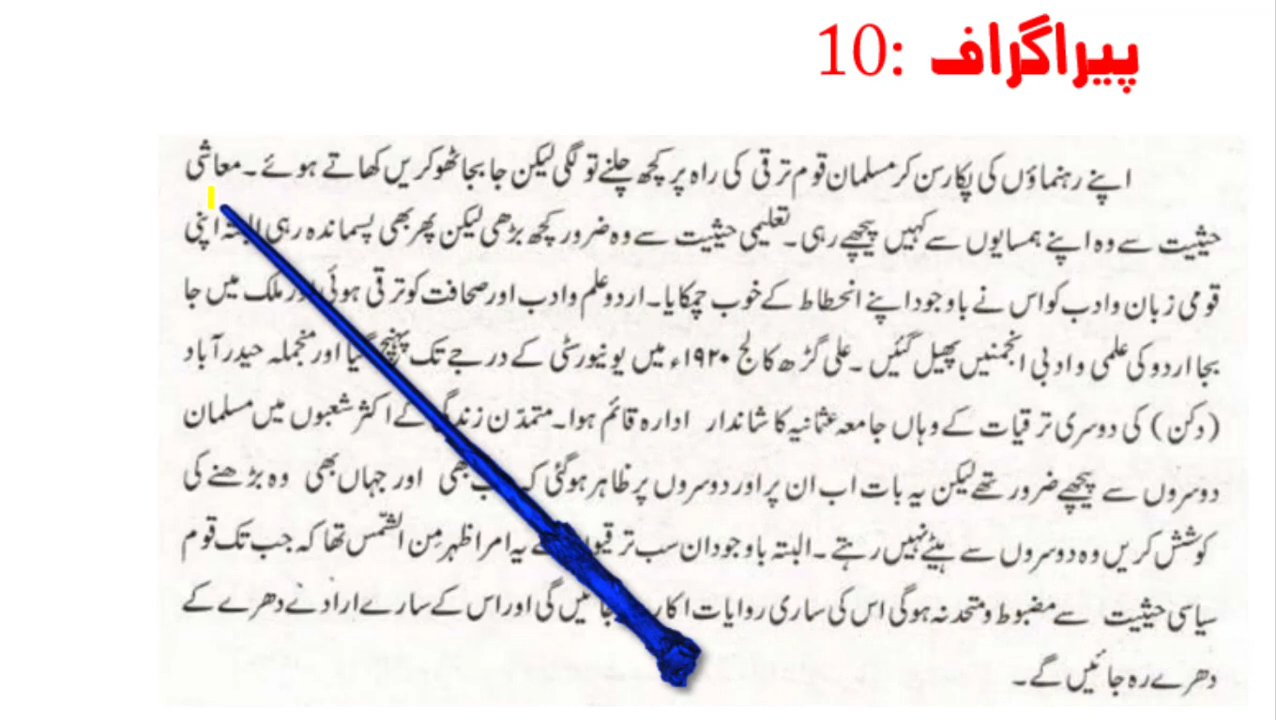 پیراگراف :10
اپنے رہنماؤں کی پکار سن کر مسلمان قوم ترقی کی راہ پر کچھ چلنے تو لگی لیکن جا بجا ٹھوکریں کھاتے ہوئے۔ معاشی
حیثیت سے وہ اپنے ہمسایوں سے کہیں پیچھے رہی۔ تعلیمی حیثیت سے وہ ضرور کچھ بڑھی لیکن پھر بھی پسماندہ رہی البتہ اپنی
قومی زبان و ادب کو اس نے باوجود اپنے انحطاط کے خوب چمکایا۔ اردو علم و ادب اور صحافت کو ترقی ہوئی اور ملک میں جا
بجا اردو کی علمی و ادبی انجمنیں پھیل گئیں۔ علی گڑھ کالج ۱۹۲۰ء میں یونیورسٹی کے درجے تک پہنچ گیا اور منجملہ حیدر آباد
(دکن) کی دوسری ترقیات کے وہاں جامعہ عثمانیہ کا شاندار ادارہ قائم ہوا۔ متمدّن زندگی کے اکثر شعبوں میں مسلمان
دوسروں سے پیچھے ضرور تھے لیکن یہ بات اب ان پر اور دوسروں پر ظاہر ہوگئی کہ بھی اور جہاں بھی وہ بڑھنے کی
کوشش کریں وہ دوسروں سے ہیٹے نہیں رہتے۔ البتہ باوجود ان سب ترقیوں کے یہ امر اظہر مِن الشّمس تھا کہ جب تک قوم
سیاسی حیثیت سے مضبوط و متحد نہ ہوگی اس کی ساری روایات اکارت جائیں گی اور اس کے سارے ارادے دھرے کے
دھرے رہ جائیں گے۔